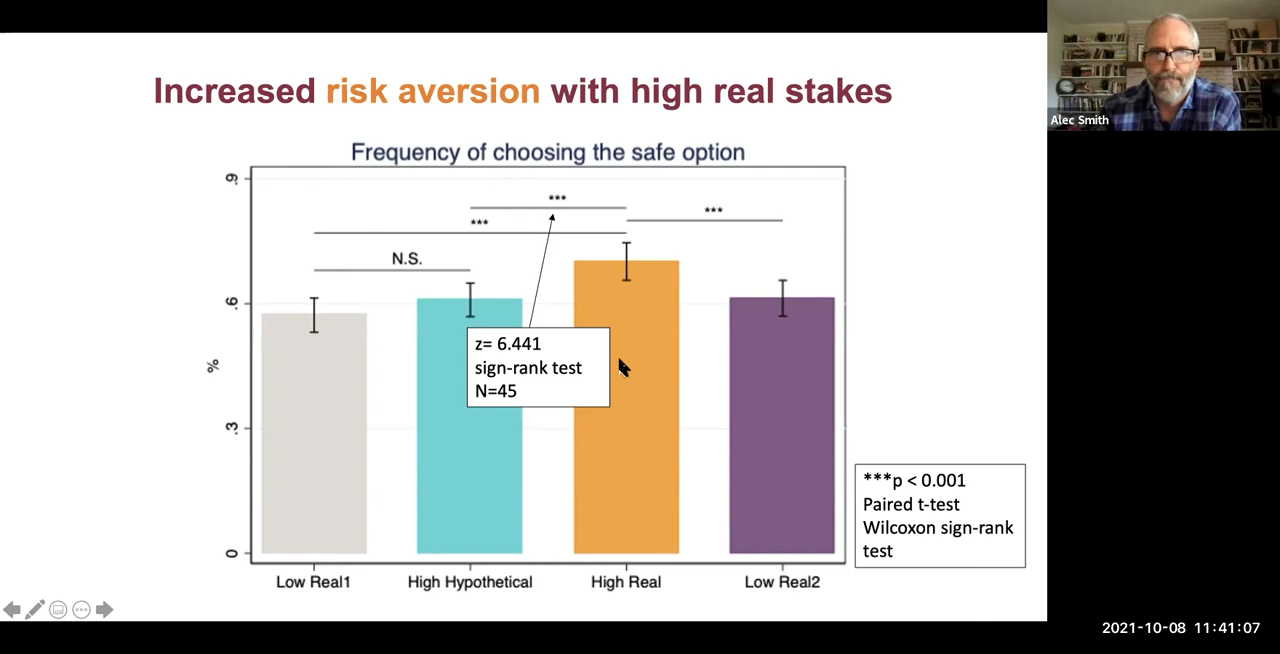 Increased risk aversion with high real stakes
Alec Smith
Frequency of choosing the safe option
.9
.6
.3
0
%
***
***
***
N.S.
z= 6.441
sign-rank test
N=45
***p < 0.001
Paired t-test
Wilcoxon sign-rank
test
Low Real1
High Hypothetical
High Real
Low Real2
2021-10-08 11:41:07